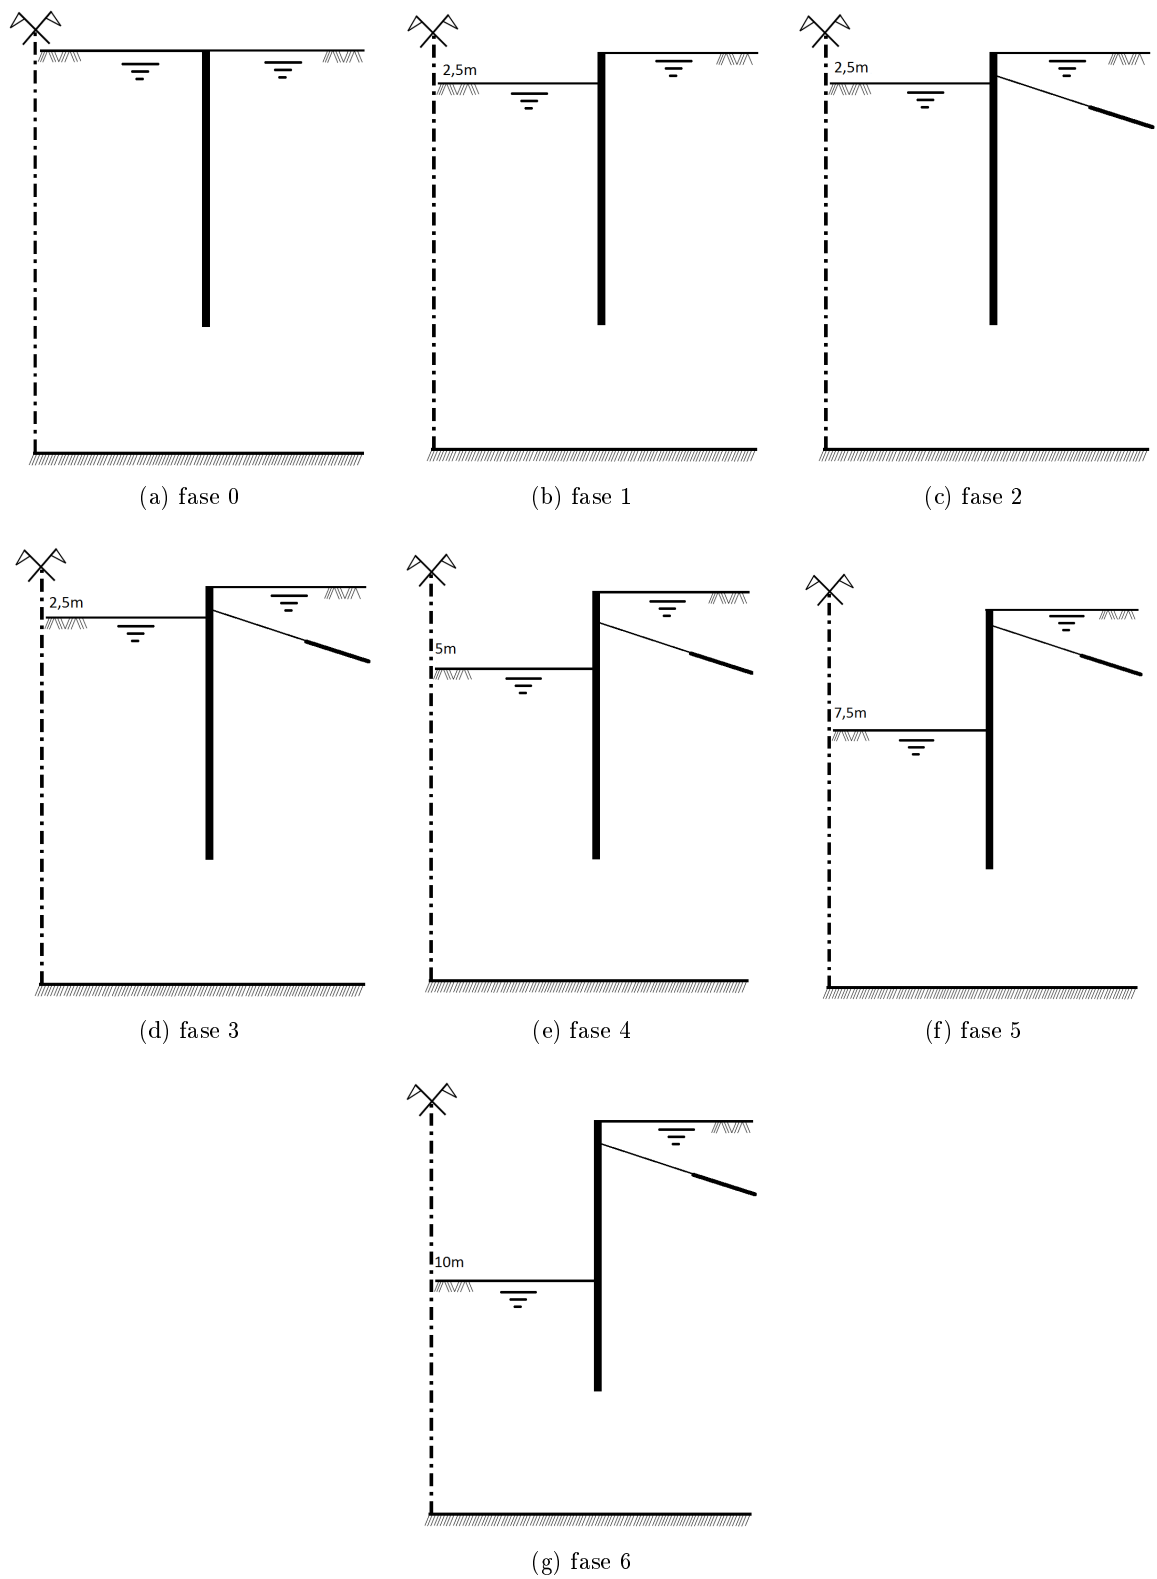 2,5m
2,5m
(a) fase 0
(b) fase 1
(c) fase 2
2,5m
5m
7,5m
(d) fase 3
(e) fase 4
(f) fase 5
10m
(g) fase 6